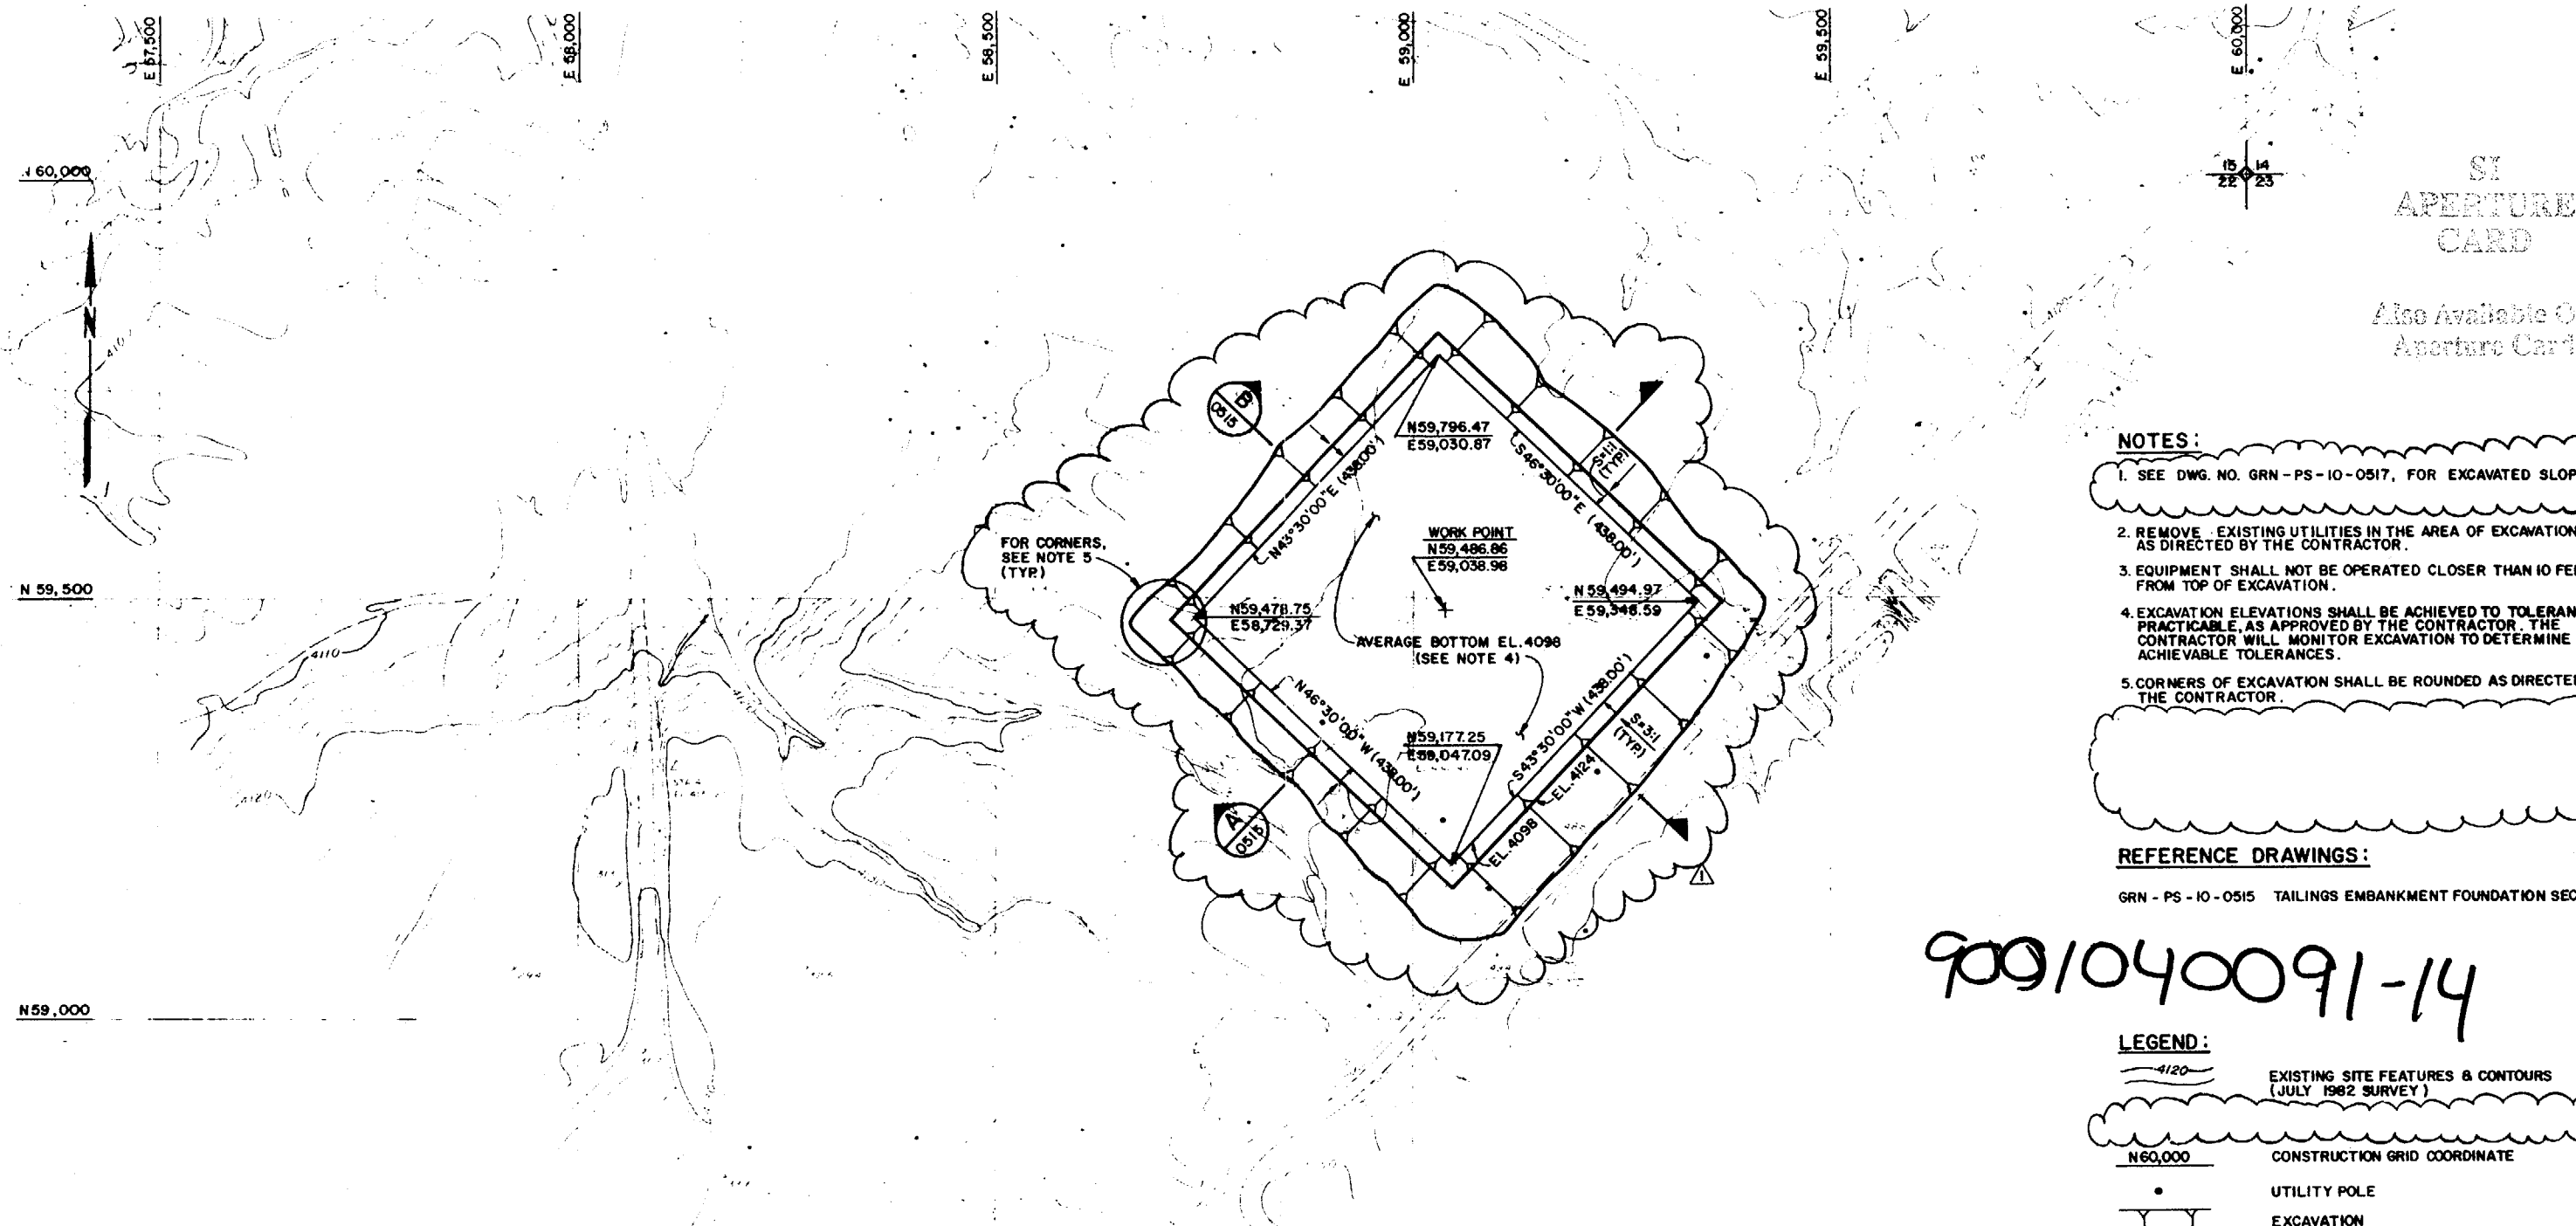 E 57,500
E 58,000
E 58,500
E 59,000
E 59,500
E 60,000
N 60,000
15 14
22 23
SI
APERTURE
CARD
Also Available O
Aperture Card
N
410
B
0515
N59,796.47
E59,030.87
S=1:1
(TYP.)
N43°30'00"E (438.00')
S46°30'00"E (438.00')
NOTES:
1. SEE DWG. NO. GRN-PS-10-0517, FOR EXCAVATED SLOP
2. REMOVE EXISTING UTILITIES IN THE AREA OF EXCAVATION
AS DIRECTED BY THE CONTRACTOR.
3. EQUIPMENT SHALL NOT BE OPERATED CLOSER THAN 10 FE
FROM TOP OF EXCAVATION.
4. EXCAVATION ELEVATIONS SHALL BE ACHIEVED TO TOLERAN
PRACTICABLE, AS APPROVED BY THE CONTRACTOR. THE
CONTRACTOR WILL MONITOR EXCAVATION TO DETERMINE
ACHIEVABLE TOLERANCES.
5. CORNERS OF EXCAVATION SHALL BE ROUNDED AS DIRECTE
THE CONTRACTOR.
FOR CORNERS,
SEE NOTE 5
(TYP.)
WORK POINT
N59,486.86
E59,038.98
N 59,500
N59,478.75
E58,729.37
N 59,494.97
E 59,348.59
AVERAGE BOTTOM EL. 4098
(SEE NOTE 4)
4110
N46°30'00"W (438.00')
S43°30'00"W (438.00')
S=3:1
(TYP.)
N59,177.25
E59,047.09
EL. 4124
EL. 4098
4120
A
0515
1
REFERENCE DRAWINGS:
GRN-PS-10-0515 TAILINGS EMBANKMENT FOUNDATION SEC
9001040091-14
N59,000
LEGEND:
4120
EXISTING SITE FEATURES & CONTOURS
(JULY 1982 SURVEY)
N60,000
CONSTRUCTION GRID COORDINATE
UTILITY POLE
EXCAVATION